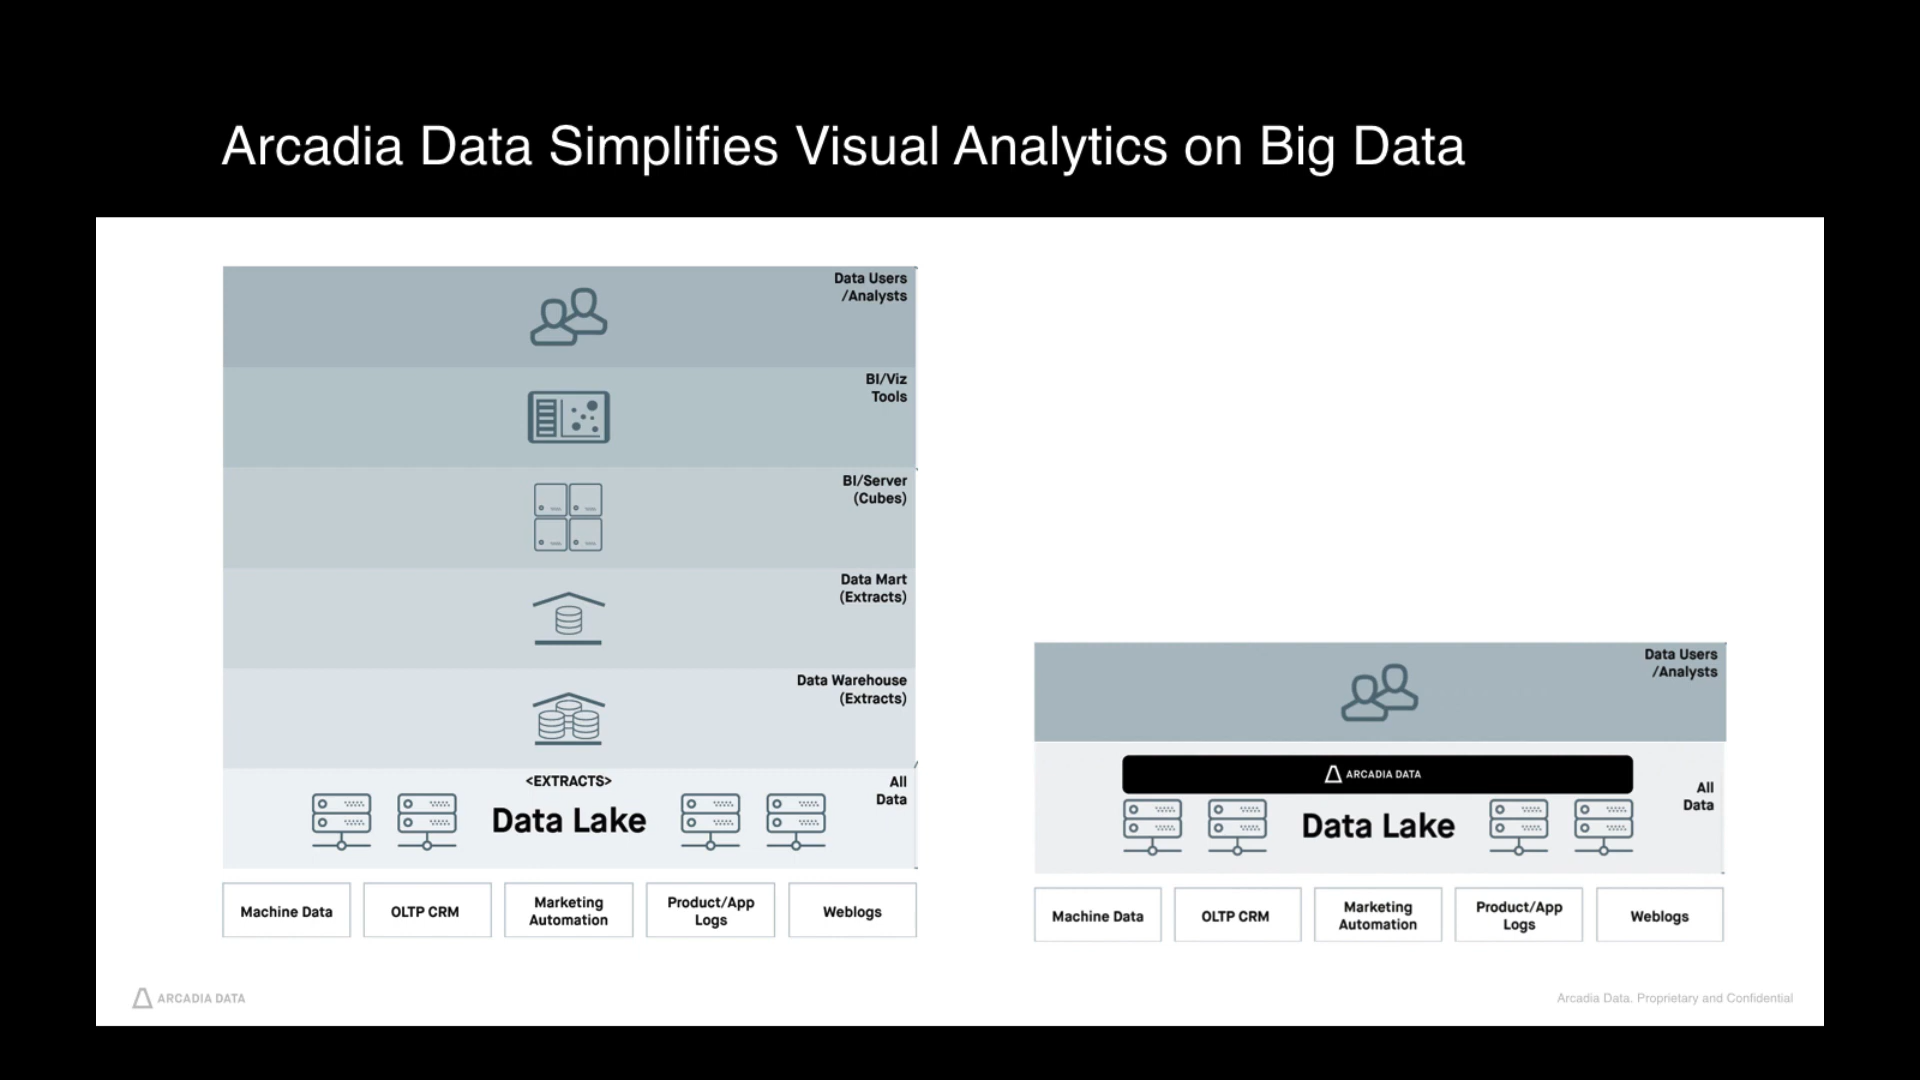 Arcadia Data Simplifies Visual Analytics on Big Data
Data Users
/Analysts
BI/Viz
Tools
BI/Server
(Cubes)
Data Mart
(Extracts)
Data Warehouse
(Extracts)
<EXTRACTS>
Data Lake
All
Data
Machine Data
OLTP CRM
Marketing
Automation
Product/App
Logs
Weblogs
Data Users
/Analysts
ARCADIA DATA
Data Lake
All
Data
Machine Data
OLTP CRM
Marketing
Automation
Product/App
Logs
Weblogs
ARCADIA DATA
Arcadia Data. Proprietary and Confidential